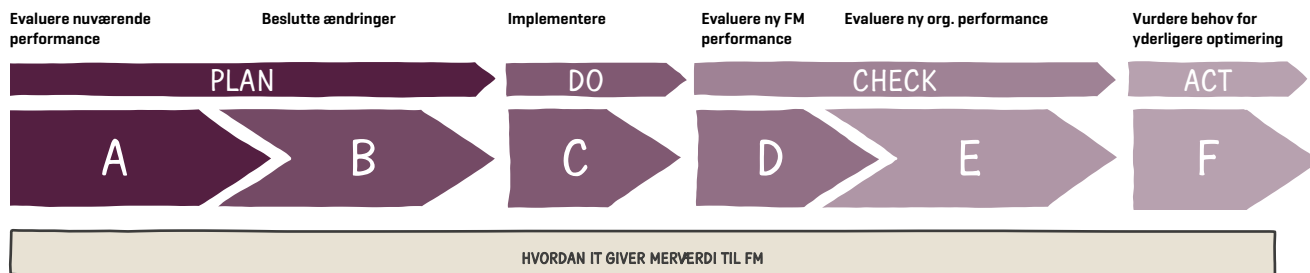 Evaluere nuværende
performance
Beslutte ændringer
Implementere
Evaluere ny FM
performance
Evaluere ny org. performance
Vurdere behov for
yderligere optimering
PLAN
DO
CHECK
ACT
A
B
C
D
E
F
HVORDAN IT GIVER MERVÆRDI TIL FM